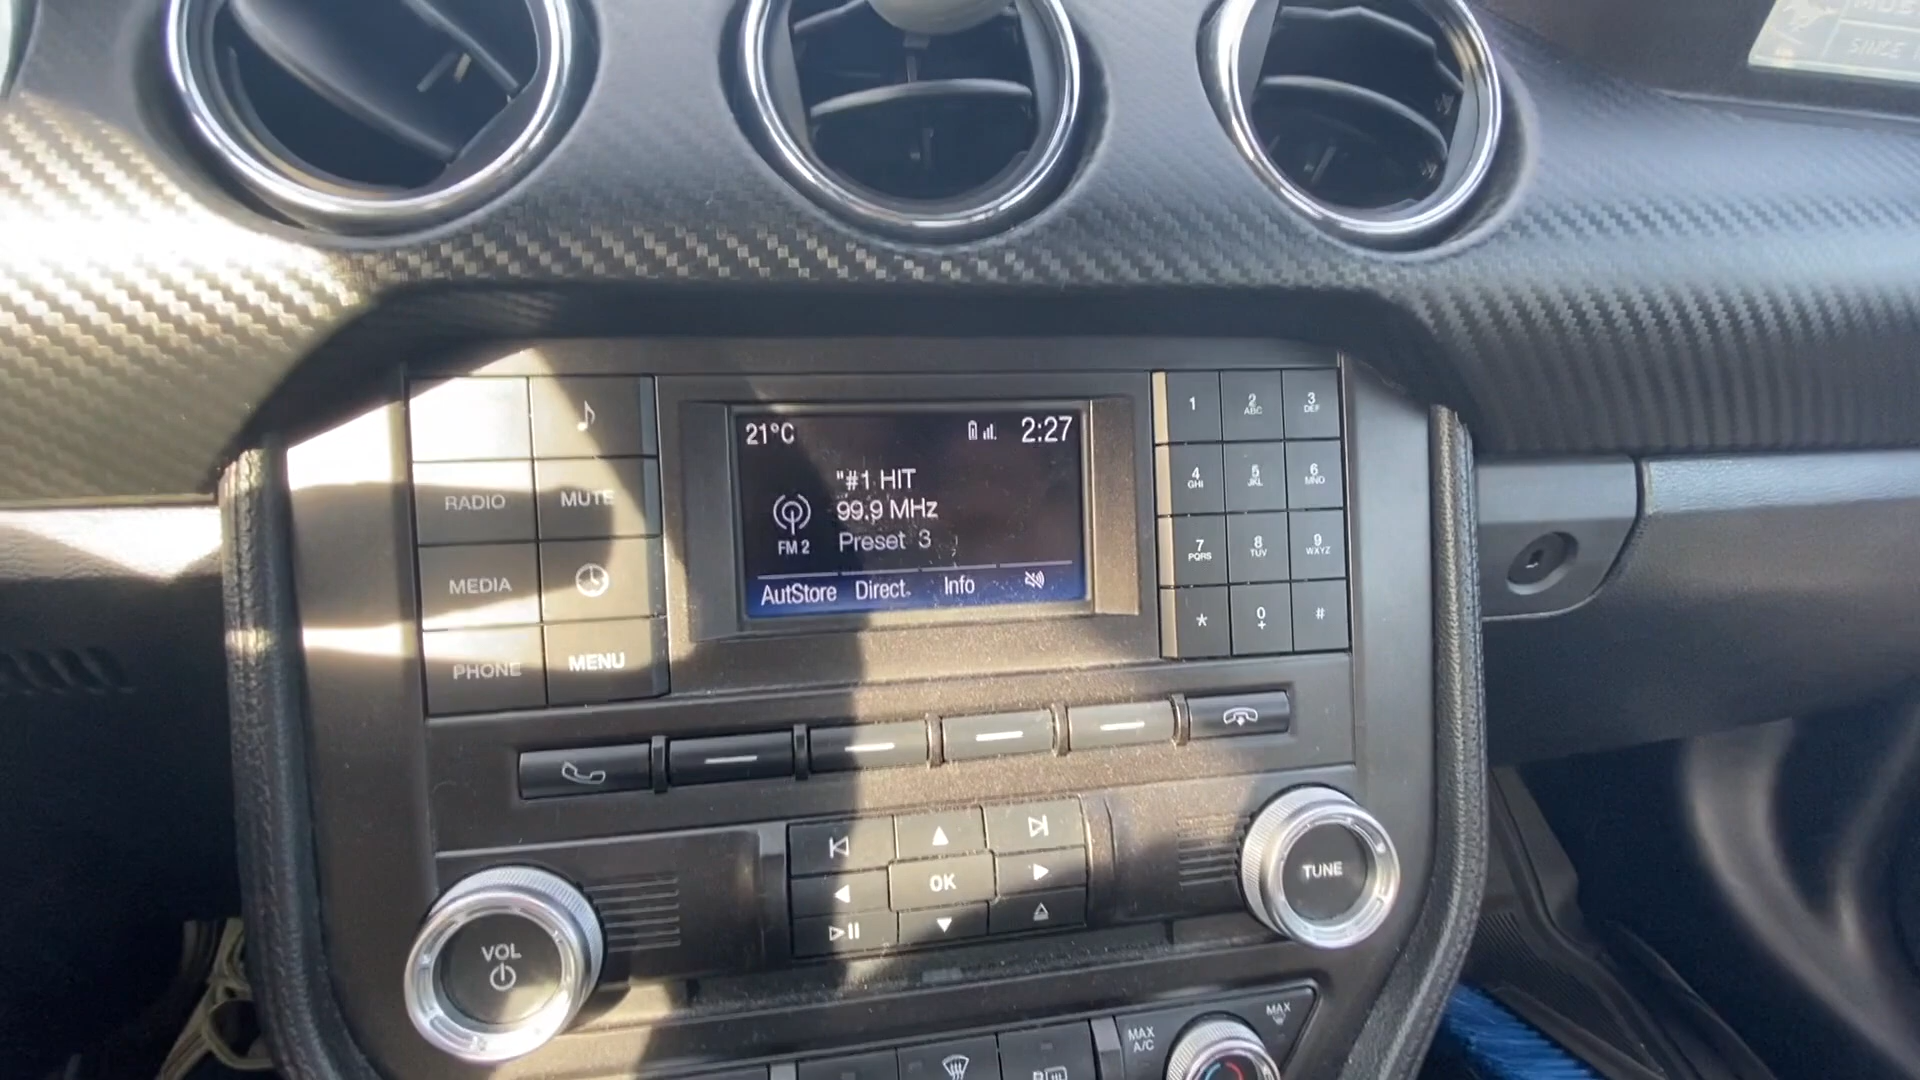 SINCE
21°C
2:27
"#1 HIT
99.9 MHz
FM 2
Preset 3
AutStore Direct. Info
RADIO
MUTE
MEDIA
PHONE
MENU
1
2 ABC
3 DEF
4 GHI
5 JKL
6 MNO
7 PQRS
8 TUV
9 WXYZ
*
0 +
#
OK
VOL
TUNE
MAX A/C
MAX